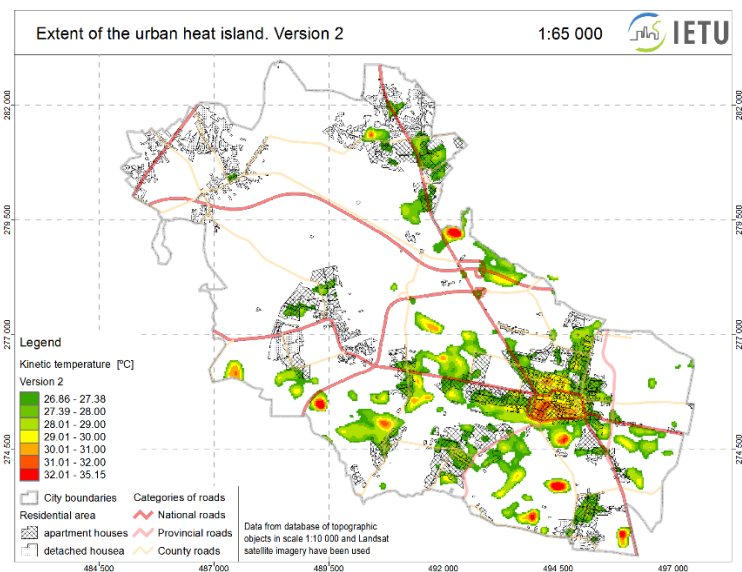 Extent of the urban heat island. Version 2
1:65 000
IETU
282 000
282 000
279 500
279 500
277 000
277 000
274 500
274 500
Legend
Kinetic temperature [ºC]
Version 2
26.86 - 27.38
27.39 - 28.00
28.01 - 29.00
29.01 - 30.00
30.01 - 31.00
31.01 - 32.00
32.01 - 35.15
City boundaries
Categories of roads
Residential area
National roads
apartment houses
Provincial roads
detached housea
County roads
Data from database of topographic
objects in scale 1:10 000 and Landsat
satellite imagery have been used
484 500
487 000
489 500
492 000
494 500
497 000